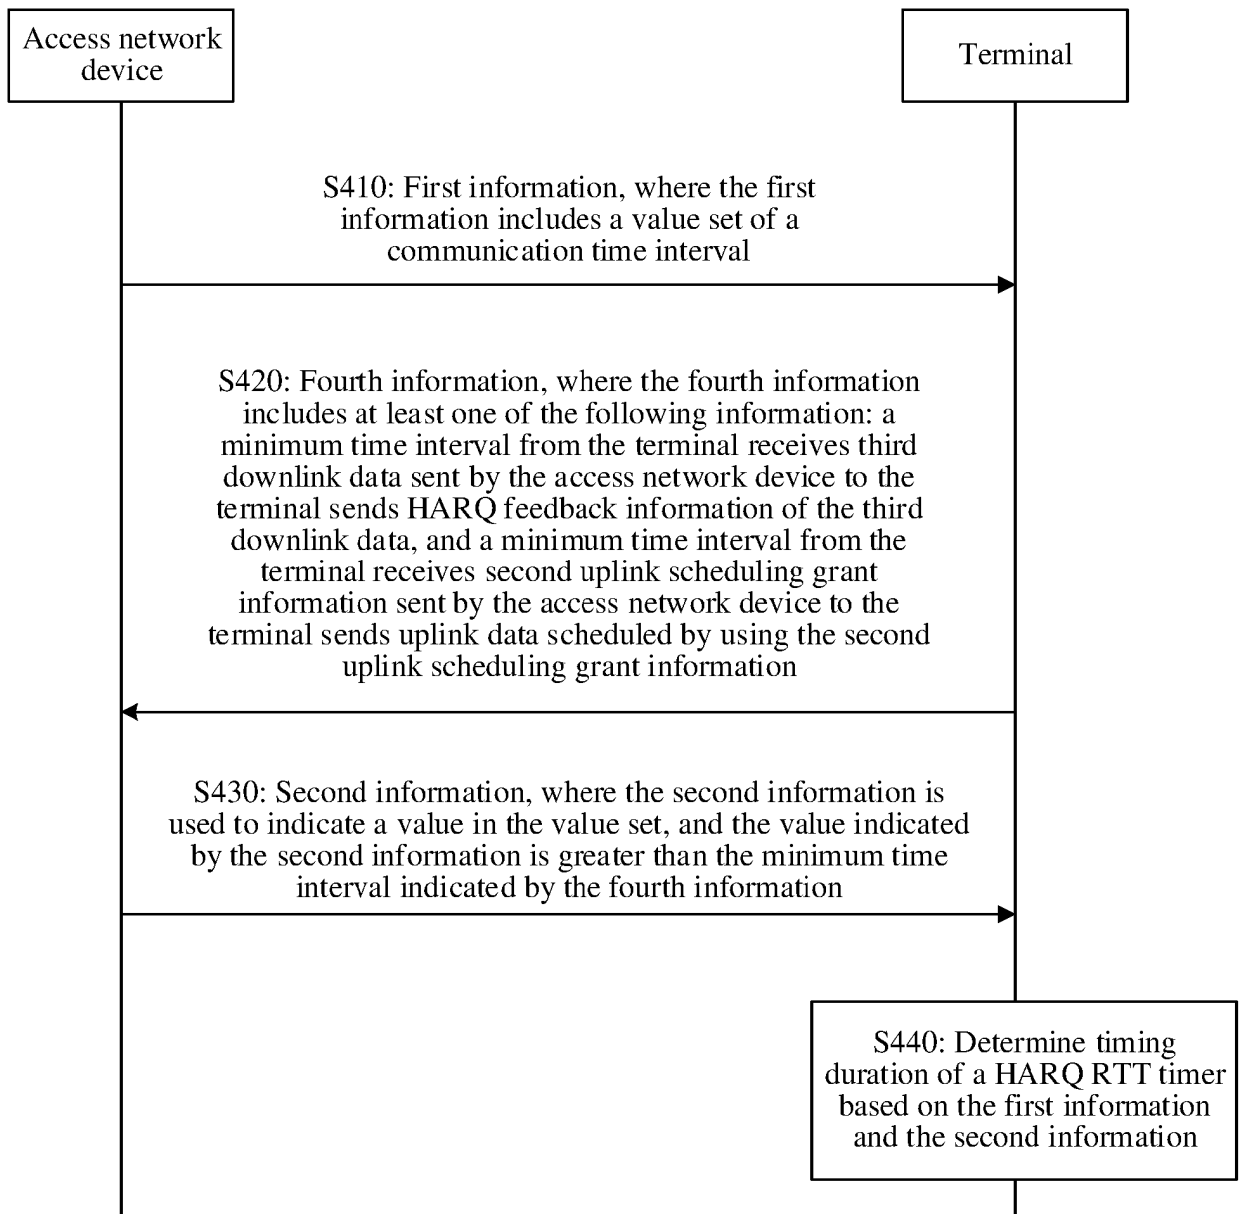 Access network
device
Terminal
S410: First information, where the first
information includes a value set of a
communication time interval
S420: Fourth information, where the fourth information
includes at least one of the following information: a
minimum time interval from the terminal receives third
downlink data sent by the access network device to the
terminal sends HARQ feedback information of the third
downlink data, and a minimum time interval from the
terminal receives second uplink scheduling grant
information sent by the access network device to the
terminal sends uplink data scheduled by using the second
uplink scheduling grant information
S430: Second information, where the second information is
used to indicate a value in the value set, and the value indicated
by the second information is greater than the minimum time
interval indicated by the fourth information
S440: Determine timing
duration of a HARQ RTT timer
based on the first information
and the second information